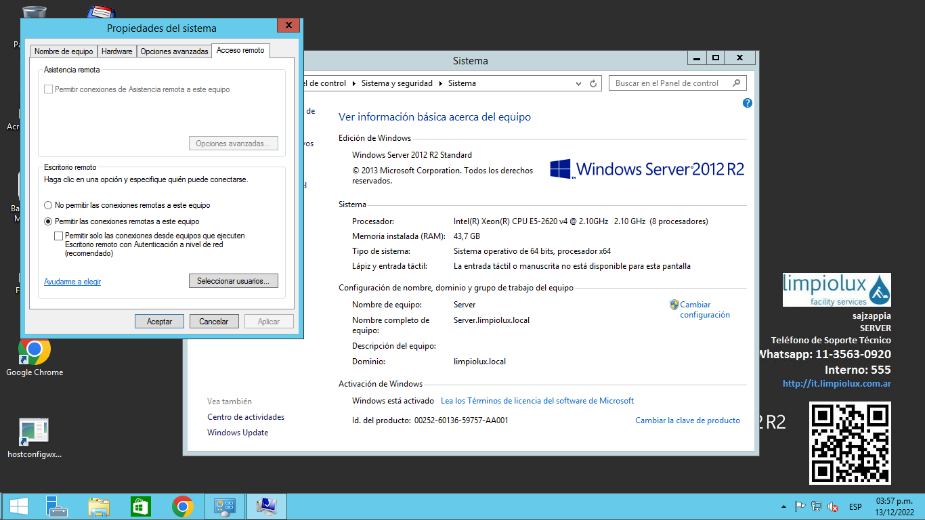 Propiedades del sistema
Nombre de equipo
Hardware
Opciones avanzadas
Acceso remoto
Asistencia remota
Permitir conexiones de Asistencia remota a este equipo
Opciones avanzadas...
Escritorio remoto
Haga clic en una opción y especifique quién puede conectarse.
No permitir las conexiones remotas a este equipo
Permitir las conexiones remotas a este equipo
Permitir solo las conexiones desde equipos que ejecuten
Escritorio remoto con Autenticación a nivel de red
(recomendado)
Ayudarme a elegir
Seleccionar usuarios...
Aceptar
Cancelar
Aplicar
Sistema
el de control
Sistema y seguridad
Sistema
Buscar en el Panel de control
de
Ver información básica acerca del equipo
Edición de Windows
Windows Server 2012 R2 Standard
© 2013 Microsoft Corporation. Todos los derechos
reservados.
Windows Server 2012 R2
Sistema
Procesador:
Intel(R) Xeon(R) CPU E5-2620 v4 @ 2.10GHz 2.10 GHz (8 procesadores)
Memoria instalada (RAM):
43,7 GB
Tipo de sistema:
Sistema operativo de 64 bits, procesador x64
Lápiz y entrada táctil:
La entrada táctil o manuscrita no está disponible para esta pantalla
Configuración de nombre, dominio y grupo de trabajo del equipo
Nombre de equipo:
Server
Cambiar
configuración
Nombre completo de
equipo:
Server.limpiolux.local
Descripción del equipo:
Dominio:
limpiolux.local
Activación de Windows
Windows está activado
Lea los Términos de licencia del software de Microsoft
Id. del producto: 00252-60136-59757-AA001
Cambiar la clave de producto
Vea también
Centro de actividades
Windows Update
limpiolux
facility services
sajzappia
SERVER
Teléfono de Soporte Técnico
Whatsapp: 11-3563-0920
Interno: 555
http://it.limpiolux.com.ar
R2
Google Chrome
hostconfigwx...
ESP
03:57 p.m.
13/12/2022